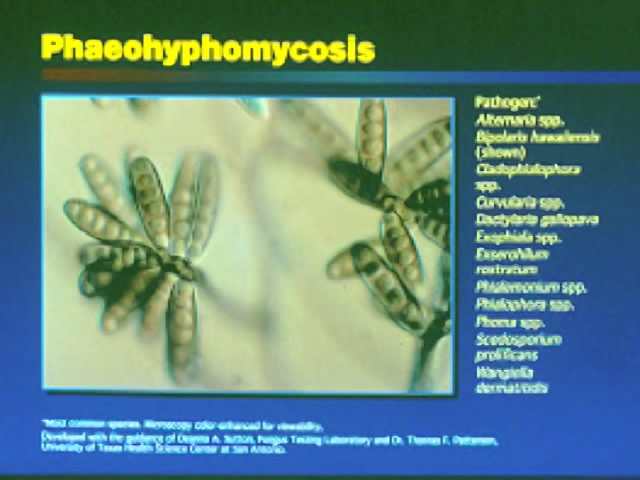 Phaeohyphomycosis
Pathogen:*
Alternaria spp.
Bipolaris hawaiiensis
(shown)
Cladophialophora
spp.
Curvularia spp.
Dactylaria gallopava
Exophiala spp.
Exserohilum
rostratum
Phialemonium spp.
Phialophora spp.
Phoma spp.
Scedosporium
prolificans
Wangiella
dermatitidis
*Most common species. Microscopy color-enhanced for viewability.
Developed with the guidance of Deanna A. Sutton, Fungus Testing Laboratory and Dr. Thomas F. Patterson,
University of Texas Health Science Center at San Antonio.